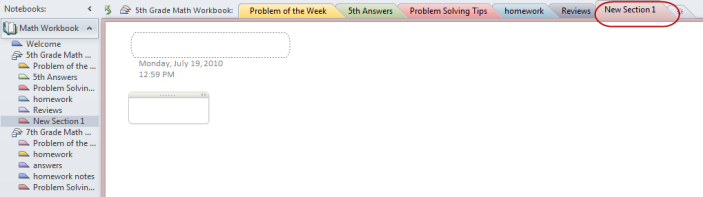 Notebooks:
Math Workbook
Welcome
5th Grade Math ...
Problem of the ...
5th Answers
Problem Solvin...
homework
Reviews
New Section 1
7th Grade Math ...
Problem of the ...
homework
answers
homework notes
Problem Solvin...
5th Grade Math Workbook:
Problem of the Week
5th Answers
Problem Solving Tips
homework
Reviews
New Section 1
Monday, July 19, 2010
12:59 PM